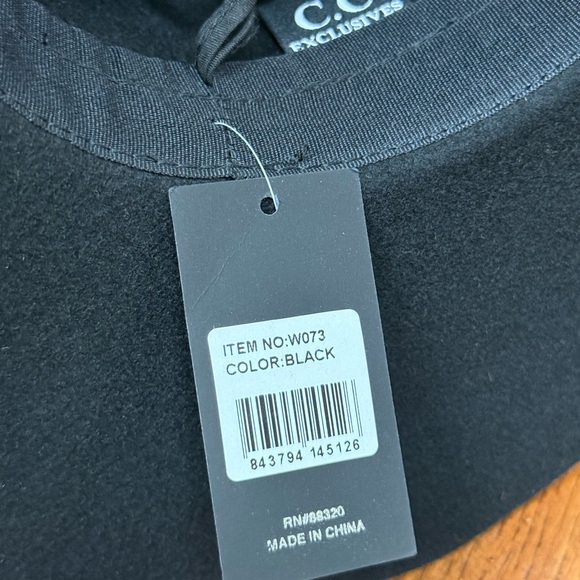 C.C
EXCLUSIVES
ITEM NO:W073
COLOR:BLACK
843794 145126
RN#88320
MADE IN CHINA